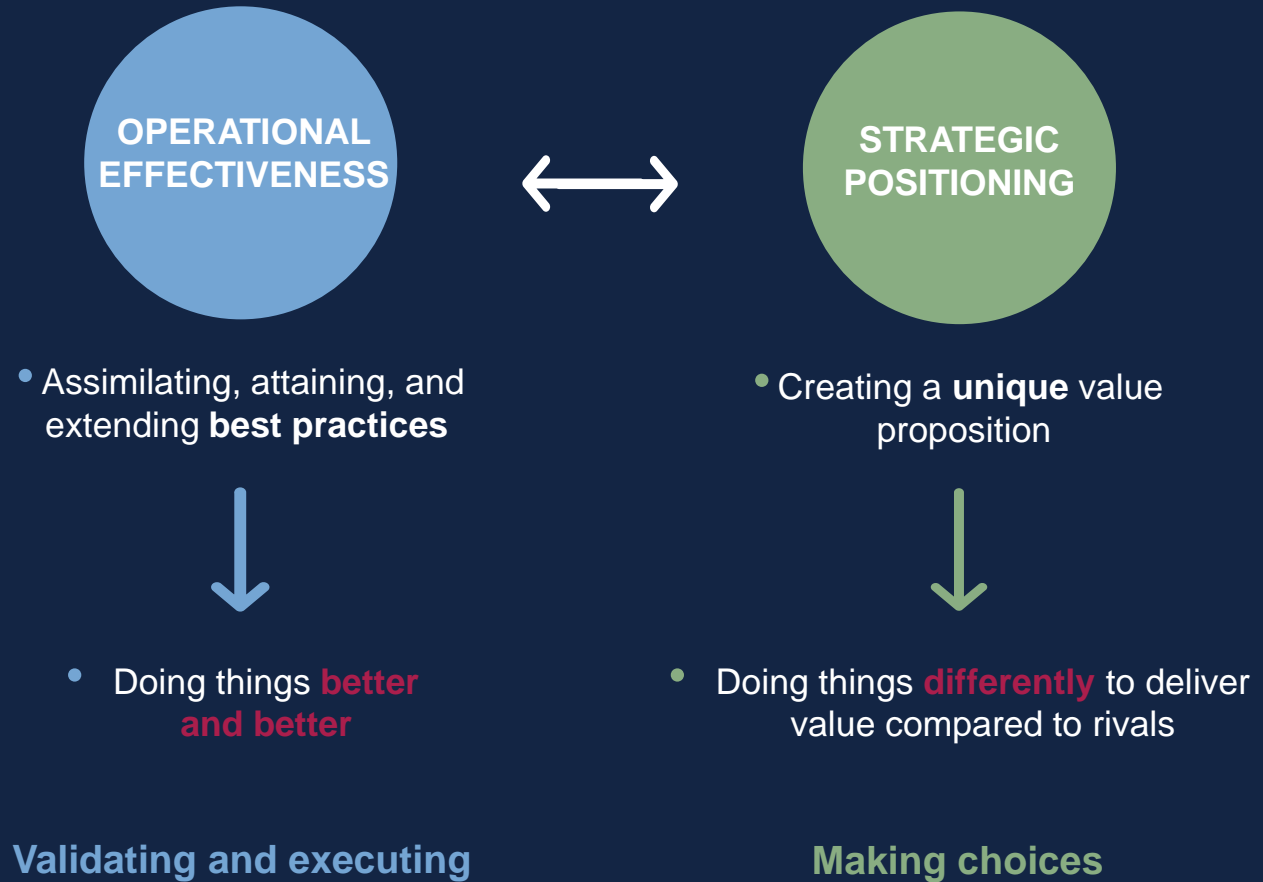 OPERATIONAL
EFFECTIVENESS
STRATEGIC
POSITIONING
• Assimilating, attaining, and
extending best practices
• Creating a unique value
proposition
• Doing things better
and better
• Doing things differently to deliver
value compared to rivals
Validating and executing
Making choices